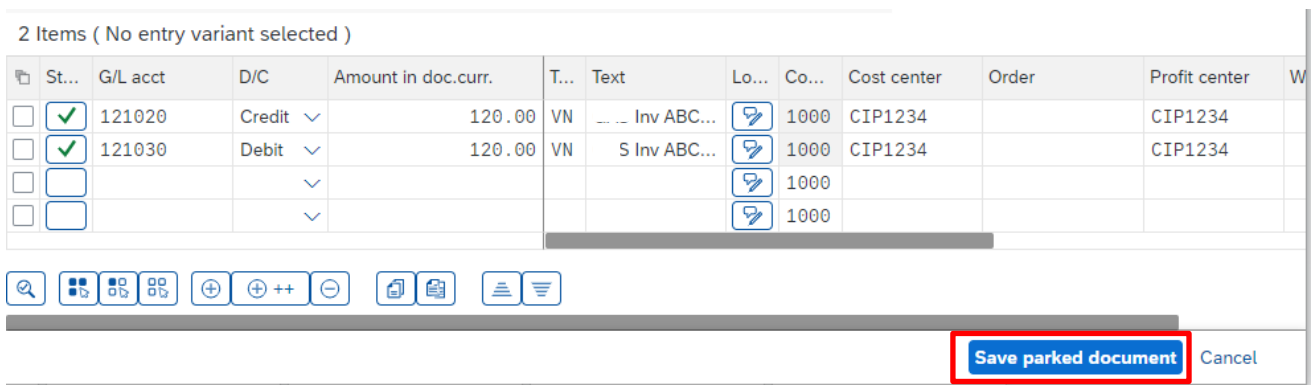 2 Items ( No entry variant selected )
St... G/L acct D/C Amount in doc.curr. T... Text Lo... Co... Cost center Order Profit center W
121020 Credit 120.00 VN Inv ABC... 1000 CIP1234 CIP1234
121030 Debit 120.00 VN S Inv ABC... 1000 CIP1234 CIP1234
1000
1000
++
Save parked document Cancel